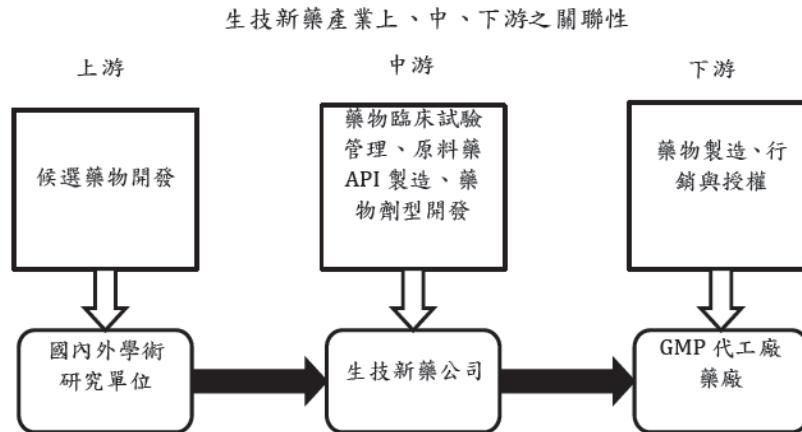 生技新藥產業上、中、下游之關聯性
上游
中游
下游
候選藥物開發
藥物臨床試驗
管理、原料藥
API 製造、藥
物劑型開發
藥物製造、行
銷與授權
國內外學術
研究單位
生技新藥公司
GMP 代工廠
藥廠